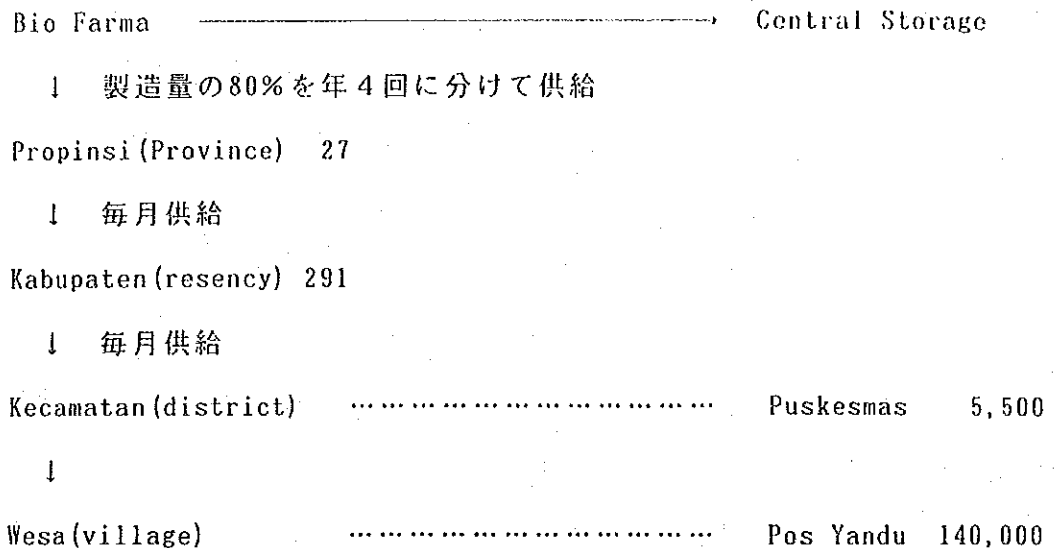 Bio Farma ────────────→ Central Storage
↓ 製造量の80%を年4回に分けて供給
Propinsi(Province) 27
↓ 毎月供給
Kabupaten(resency) 291
↓ 毎月供給
Kecamatan(district) ……………………………… Puskesmas 5,500
↓
Wesa(village) ……………………………… Pos Yandu 140,000